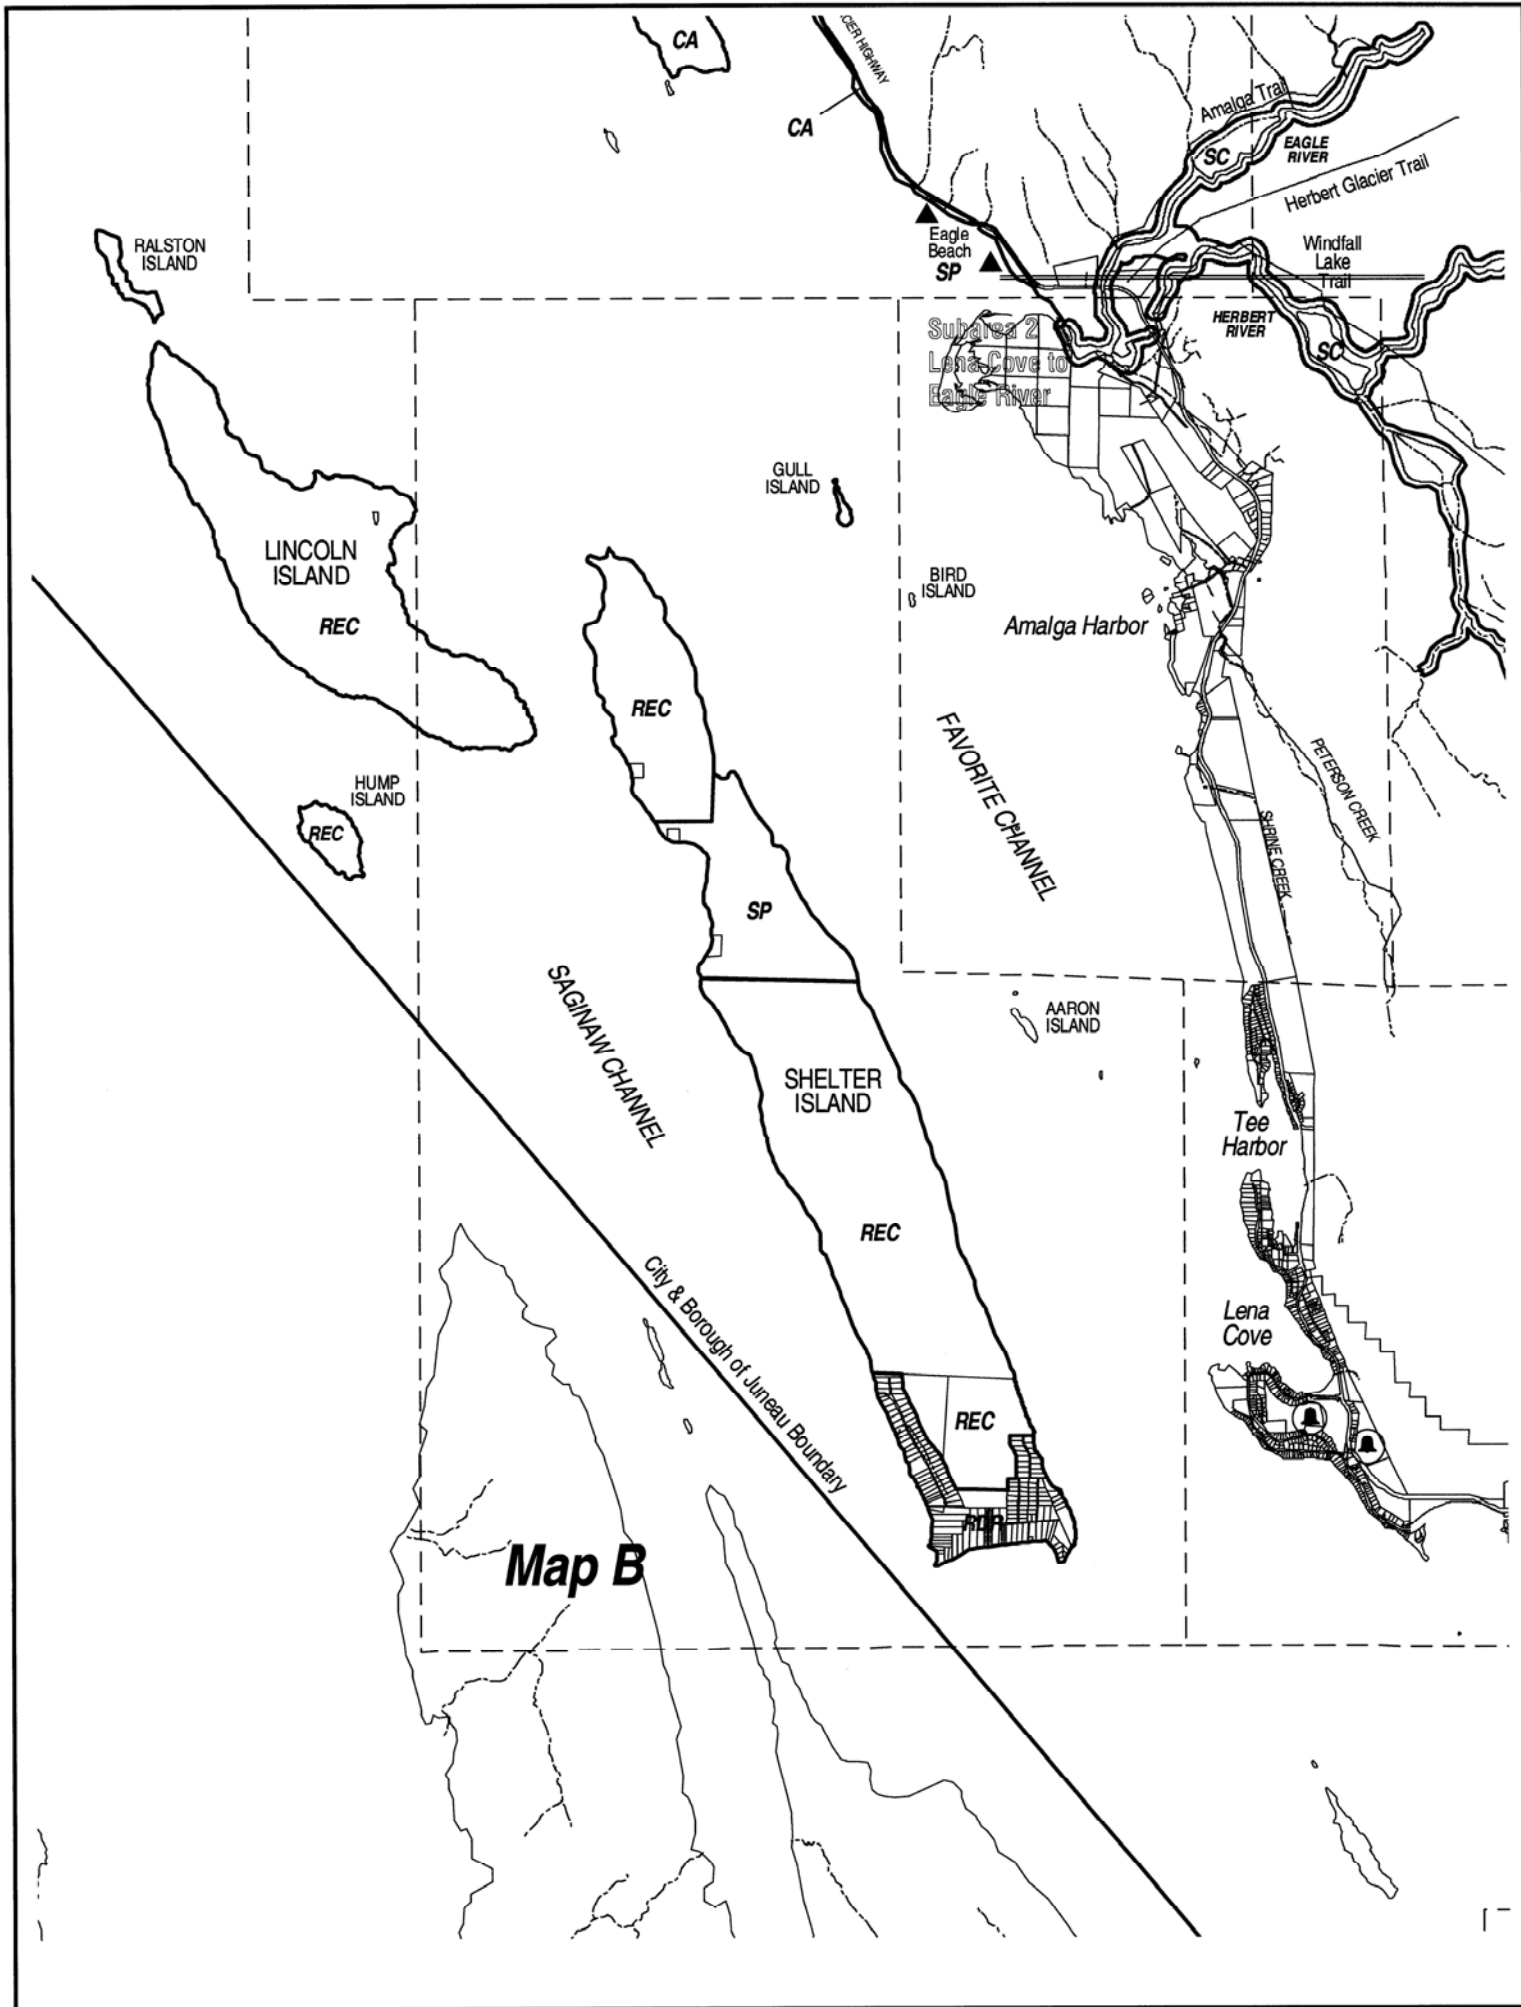 CA
CIER HIGHWAY
CA
Amalga Trail
SC
EAGLE
RIVER
Herbert Glacier Trail
RALSTON
ISLAND
Eagle
Beach
SP
Windfall
Lake
Trail
HERBERT
RIVER
SC
Subarea 2
Lena Cove to
Eagle River
GULL
ISLAND
LINCOLN
ISLAND
REC
BIRD
ISLAND
Amalga Harbor
REC
FAVORITE CHANNEL
PETERSON CREEK
HUMP
ISLAND
REC
SHRINE CREEK
SP
SAGINAW CHANNEL
AARON
ISLAND
SHELTER
ISLAND
Tee
Harbor
REC
City & Borough of Juneau Boundary
Lena
Cove
REC
RDR
Map B